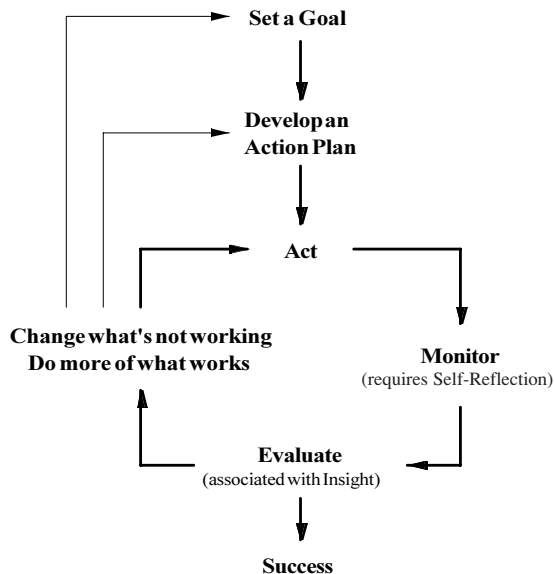 Set a Goal
Develop an
Action Plan
Act
Change what's not working
Do more of what works
Monitor
(requires Self-Reflection)
Evaluate
(associated with Insight)
Success